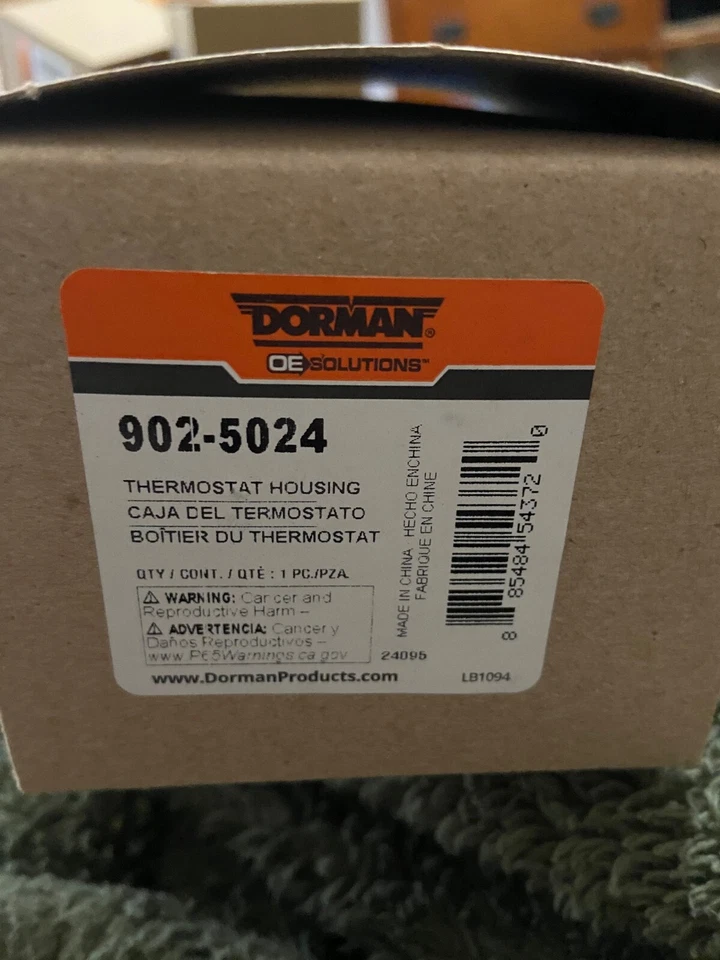 DORMAN®
OE SOLUTIONS™
902-5024
THERMOSTAT HOUSING
CAJA DEL TERMOSTATO
BOÎTIER DU THERMOSTAT
QTY / CONT. / QTÉ : 1 PC./PZA.
⚠ WARNING: Cancer and
Reproductive Harm –
⚠ ADVERTENCIA: Cancer y
Daños Reproductivos –
www.P65Warnings.ca.gov
24095
www.DormanProducts.com
LB1094
MADE IN CHINA · HECHO ENCHINA
FABRIQUE EN CHINE
8 85484 54372 0